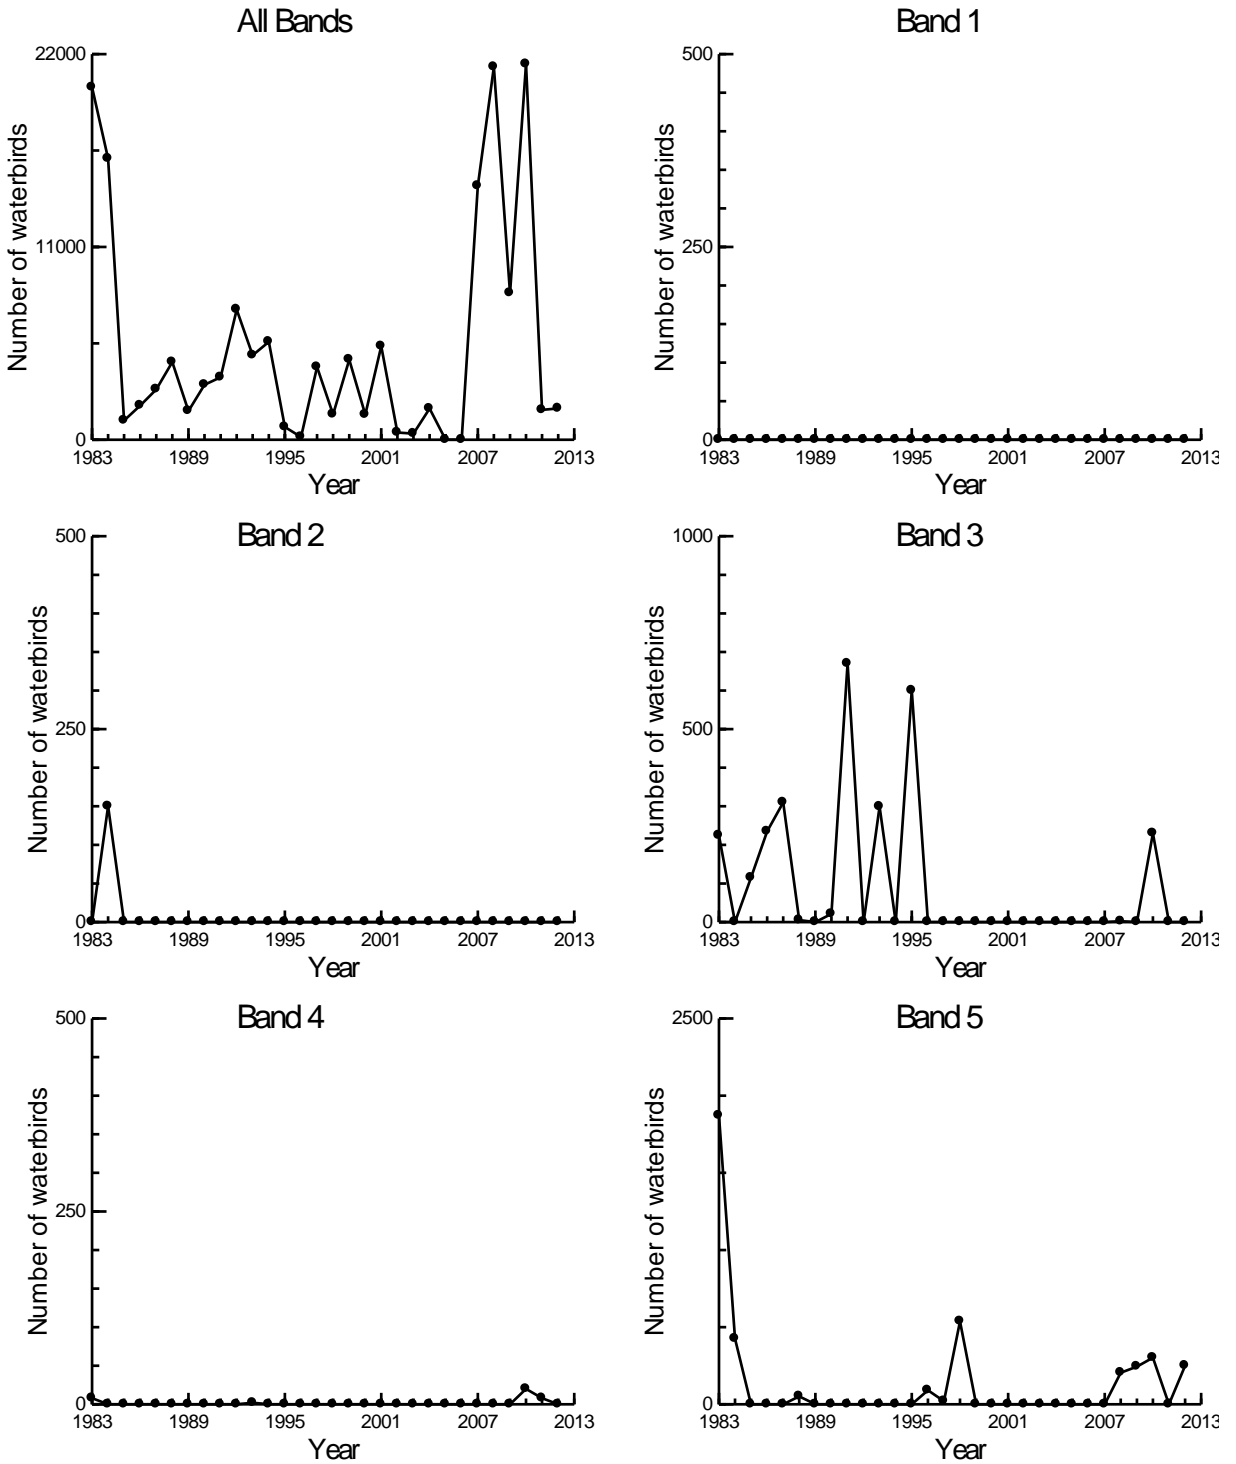 All Bands
22000
11000
0
1983 1989 1995 2001 2007 2013
Year
Number of waterbirds
Band 1
500
250
0
1983 1989 1995 2001 2007 2013
Year
Number of waterbirds
Band 2
500
250
0
1983 1989 1995 2001 2007 2013
Year
Number of waterbirds
Band 3
1000
500
0
1983 1989 1995 2001 2007 2013
Year
Number of waterbirds
Band 4
500
250
0
1983 1989 1995 2001 2007 2013
Year
Number of waterbirds
Band 5
2500
0
1983 1989 1995 2001 2007 2013
Year
Number of waterbirds